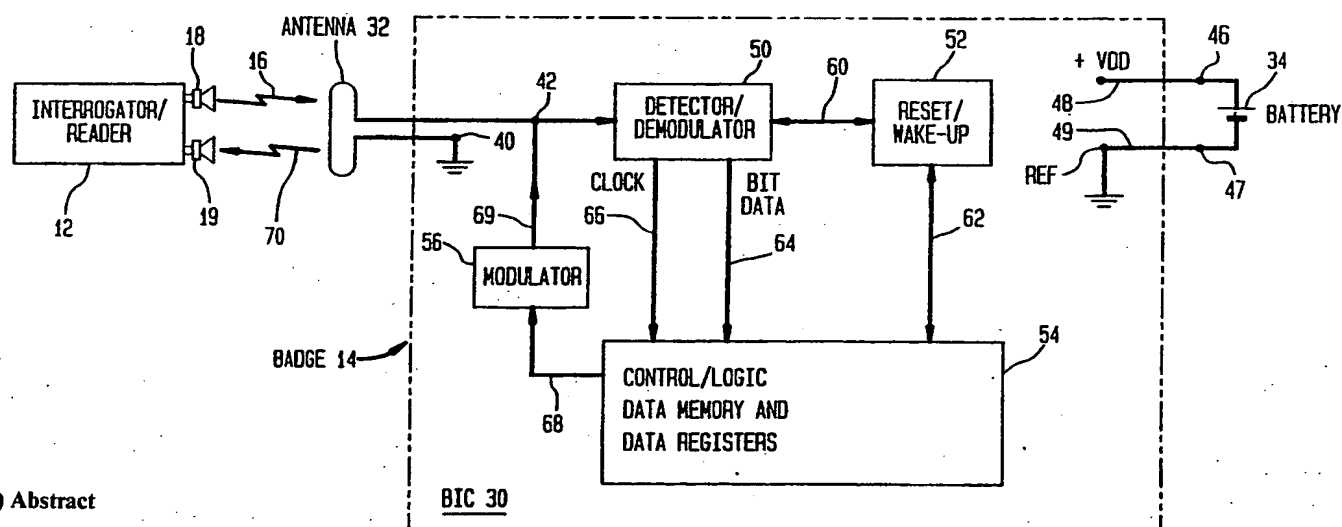 ANTENNA 32
18
16
INTERROGATOR/
READER
12
19
70
42
40
50
DETECTOR/
DEMODULATOR
60
52
RESET/
WAKE-UP
+ VDD
46
48
34
BATTERY
49
REF
47
CLOCK
66
BIT
DATA
64
62
69
56
MODULATOR
68
BADGE 14
54
CONTROL/LOGIC
DATA MEMORY AND
DATA REGISTERS
BIC 30
) Abstract